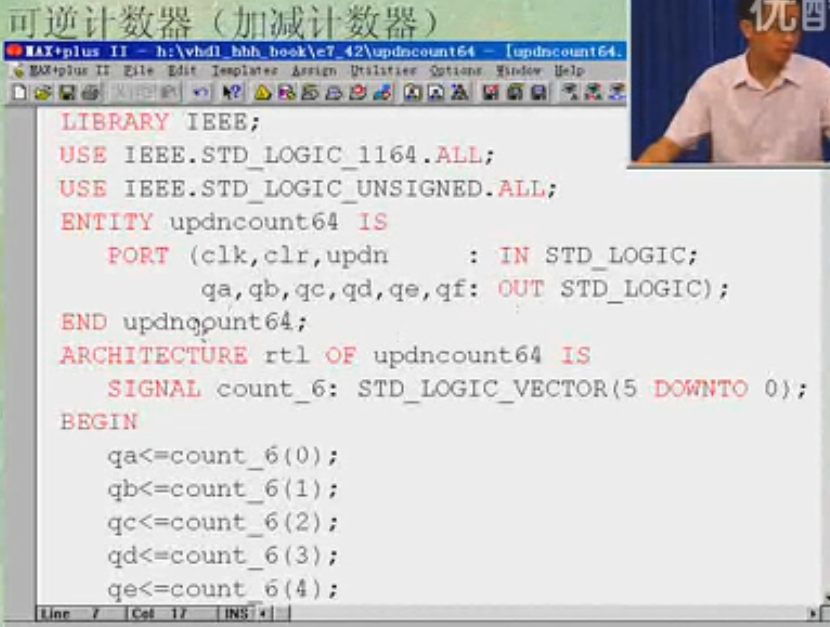 可逆计数器（加减计数器）
优酷
MAX+plus II - h:\vhdl_hhh_book\e7_42\updncount64 - [updncount64.
MAX+plus II File Edit Templates Assign Utilities Options Window Help
LIBRARY IEEE;
USE IEEE.STD_LOGIC_1164.ALL;
USE IEEE.STD_LOGIC_UNSIGNED.ALL;
ENTITY updncount64 IS
PORT (clk,clr,updn : IN STD_LOGIC;
qa,qb,qc,qd,qe,qf: OUT STD_LOGIC);
END updncount64;
ARCHITECTURE rtl OF updncount64 IS
SIGNAL count_6: STD_LOGIC_VECTOR(5 DOWNTO 0);
BEGIN
qa<=count_6(0);
qb<=count_6(1);
qc<=count_6(2);
qd<=count_6(3);
qe<=count_6(4);
Line 7 Col 17 INS